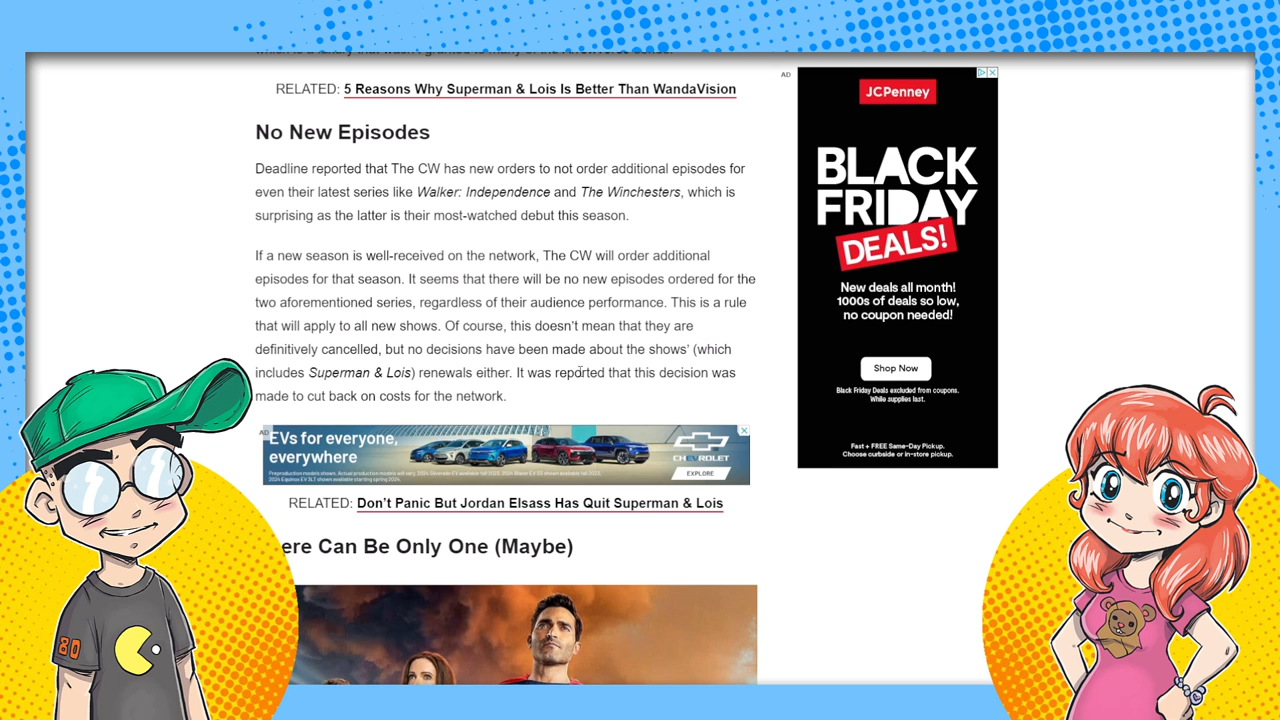 RELATED: 5 Reasons Why Superman & Lois Is Better Than WandaVision
No New Episodes
Deadline reported that The CW has new orders to not order additional episodes for
even their latest series like Walker: Independence and The Winchesters, which is
surprising as the latter is their most-watched debut this season.
If a new season is well-received on the network, The CW will order additional
episodes for that season. It seems that there will be no new episodes ordered for the
two aforementioned series, regardless of their audience performance. This is a rule
that will apply to all new shows. Of course, this doesn't mean that they are
definitively cancelled, but no decisions have been made about the shows' (which
includes Superman & Lois) renewals either. It was reported that this decision was
made to cut back on costs for the network.
AD
EVs for everyone,
everywhere
CHEVROLET
EXPLORE
RELATED: Don't Panic But Jordan Elsass Has Quit Superman & Lois
ere Can Be Only One (Maybe)
AD
JCPenney
BLACK
FRIDAY
DEALS!
New deals all month!
1000s of deals so low,
no coupon needed!
Shop Now
Black Friday Deals excluded from coupons.
While supplies last.
Fast + FREE Same-Day Pickup.
Choose curbside or in-store pickup.
80